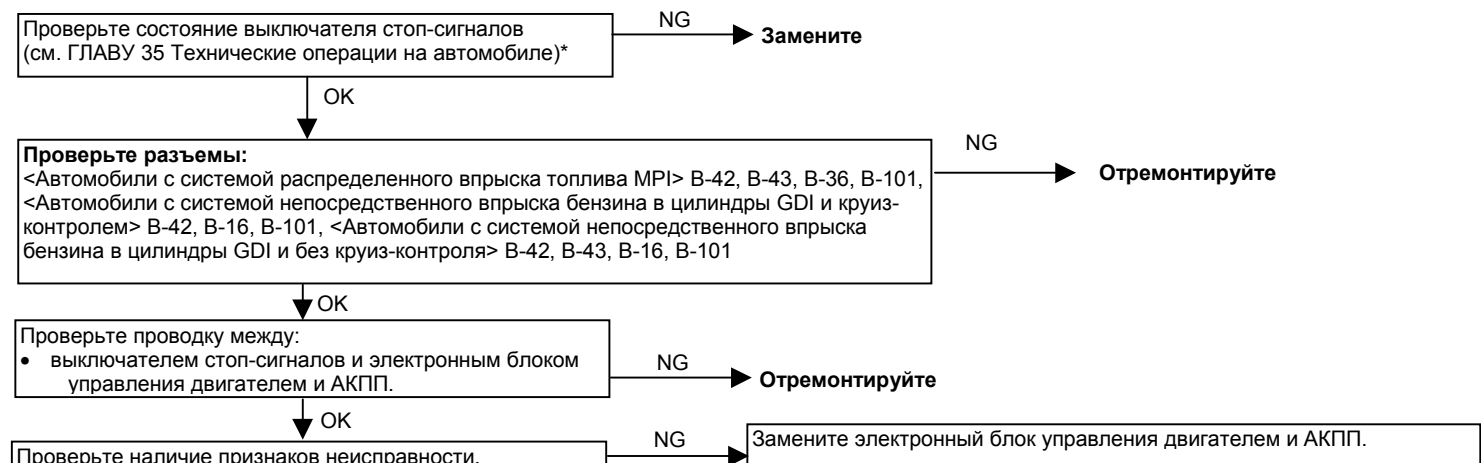 Проверьте состояние выключателя стоп-сигналов
(см. ГЛАВУ 35 Технические операции на автомобиле)*
NG
Замените
OK
Проверьте разъемы:
<Автомобили с системой распределенного впрыска топлива MPI> B-42, B-43, B-36, B-101,
<Автомобили с системой непосредственного впрыска бензина в цилиндры GDI и круиз-
контролем> B-42, B-16, B-101, <Автомобили с системой непосредственного впрыска
бензина в цилиндры GDI и без круиз-контроля> B-42, B-43, B-16, B-101
NG
Отремонтируйте
OK
Проверьте проводку между:
• выключателем стоп-сигналов и электронным блоком
управления двигателем и АКПП.
NG
Отремонтируйте
OK
Проверьте наличие признаков неисправности.
NG
Замените электронный блок управления двигателем и АКПП.